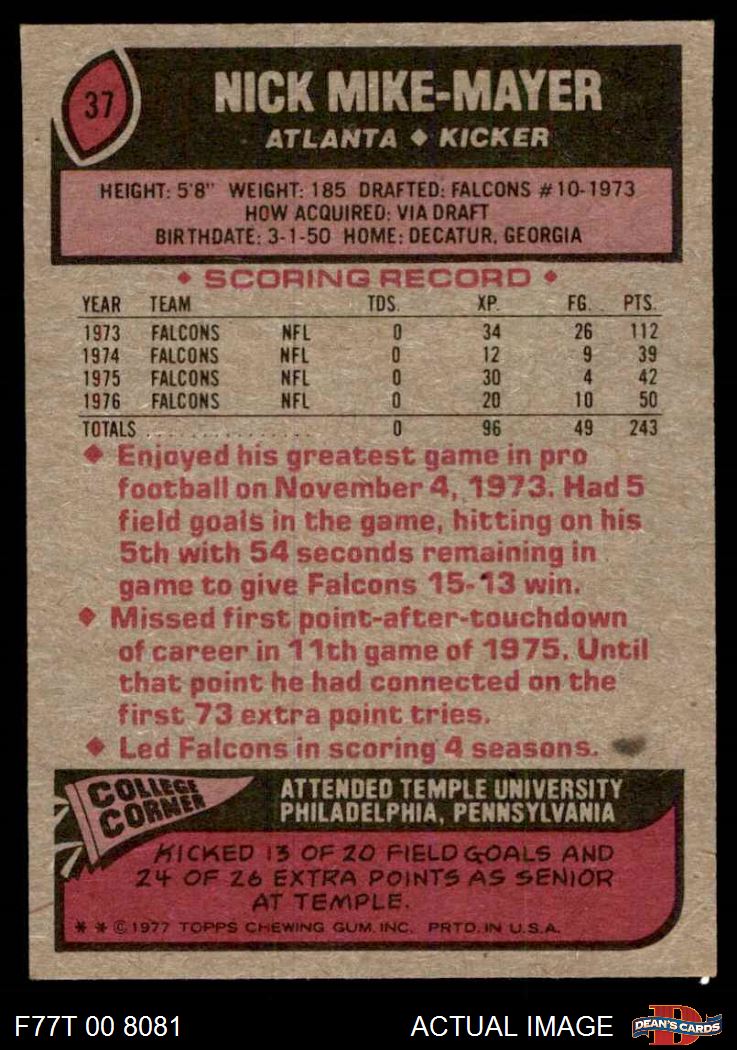 37
NICK MIKE-MAYER
ATLANTA ♦ KICKER
HEIGHT: 5'8" WEIGHT: 185 DRAFTED: FALCONS #10-1973
HOW ACQUIRED: VIA DRAFT
BIRTHDATE: 3-1-50 HOME: DECATUR, GEORGIA
♦ SCORING RECORD ♦
YEAR TEAM TDS. XP. FG. PTS.
1973 FALCONS NFL 0 34 26 112
1974 FALCONS NFL 0 12 9 39
1975 FALCONS NFL 0 30 4 42
1976 FALCONS NFL 0 20 10 50
TOTALS . . . . . . . . . . . . . . . . 0 96 49 243
♦ Enjoyed his greatest game in pro
football on November 4, 1973. Had 5
field goals in the game, hitting on his
5th with 54 seconds remaining in
game to give Falcons 15-13 win.
♦ Missed first point-after-touchdown
of career in 11th game of 1975. Until
that point he had connected on the
first 73 extra point tries.
♦ Led Falcons in scoring 4 seasons.
COLLEGE
CORNER
ATTENDED TEMPLE UNIVERSITY
PHILADELPHIA, PENNSYLVANIA
KICKED 13 OF 20 FIELD GOALS AND
24 OF 26 EXTRA POINTS AS SENIOR
AT TEMPLE.
* * © 1977 TOPPS CHEWING GUM, INC. PRTD. IN U.S.A.
F77T 00 8081 ACTUAL IMAGE
D
DEAN'S CARDS